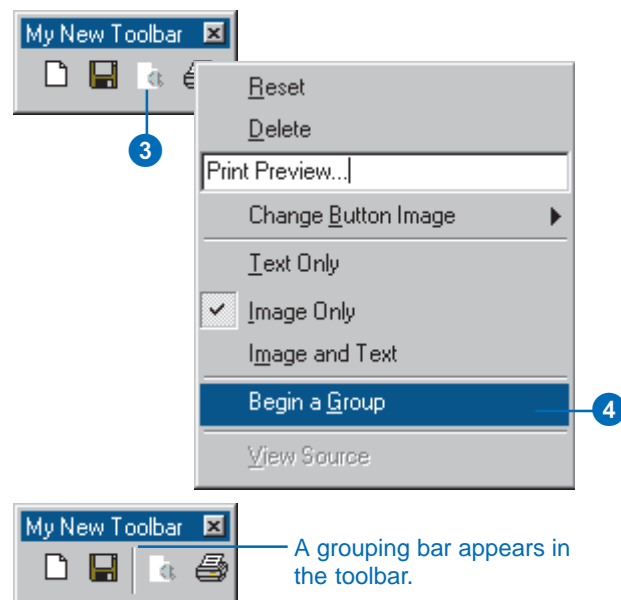 My New Toolbar
3
Reset
Delete
Print Preview...
Change Button Image
Text Only
Image Only
Image and Text
Begin a Group
4
View Source
My New Toolbar
A grouping bar appears in
the toolbar.